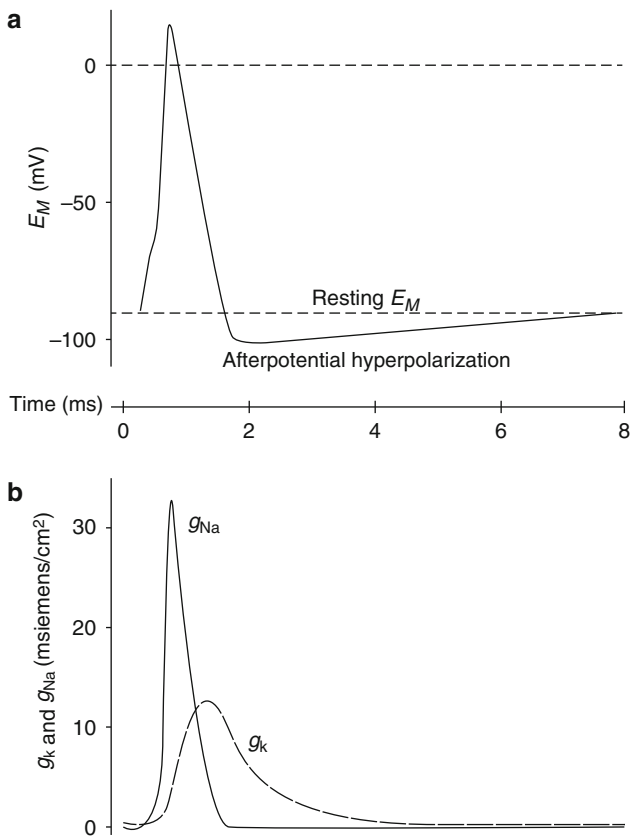 a
0
−50
−100
E_M (mV)
Resting E_M
Afterpotential hyperpolarization
Time (ms)
0 2 4 6 8
b
30
20
10
0
g_k and g_Na (msiemens/cm²)
g_Na
g_k